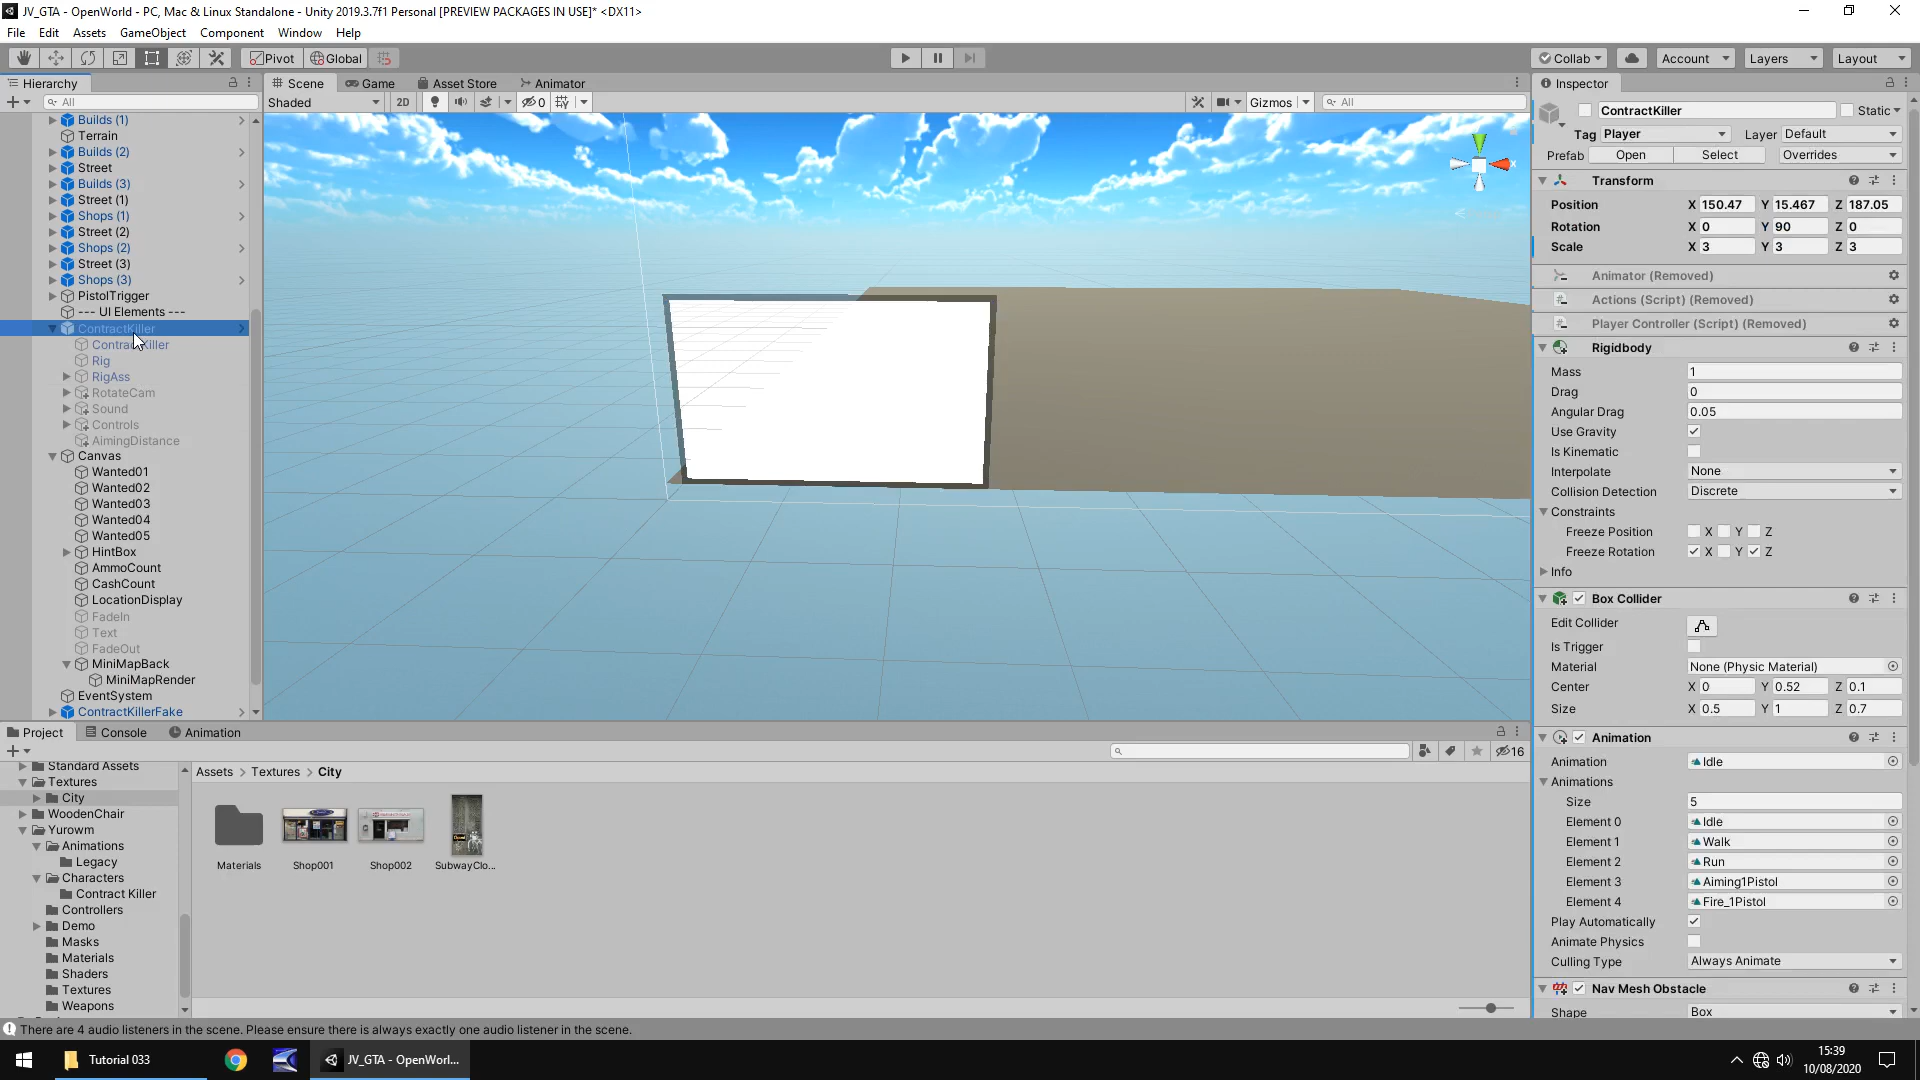 JV_GTA - OpenWorld - PC, Mac & Linux Standalone - Unity 2019.3.7f1 Personal [PREVIEW PACKAGES IN USE]* <DX11>
File Edit Assets GameObject Component Window Help
Pivot Global Collab Account Layers Layout
Hierarchy
All
Builds (1)
Terrain
Builds (2)
Street
Builds (3)
Street (1)
Shops (1)
Street (2)
Shops (2)
Street (3)
Shops (3)
PistolTrigger
--- UI Elements ---
ContractKiller
ContractKiller
Rig
RigAss
RotateCam
Sound
Controls
AimingDistance
Canvas
Wanted01
Wanted02
Wanted03
Wanted04
Wanted05
HintBox
AmmoCount
CashCount
LocationDisplay
FadeIn
Text
FadeOut
MiniMapBack
MiniMapRender
EventSystem
ContractKillerFake
Scene Game Asset Store Animator
Shaded 2D 0 Gizmos All
Inspector
ContractKiller Static
Tag Player Layer Default
Prefab Open Select Overrides
Transform
Position X 150.47 Y 15.467 Z 187.05
Rotation X 0 Y 90 Z 0
Scale X 3 Y 3 Z 3
Animator (Removed)
Actions (Script) (Removed)
Player Controller (Script) (Removed)
Rigidbody
Mass 1
Drag 0
Angular Drag 0.05
Use Gravity
Is Kinematic
Interpolate None
Collision Detection Discrete
Constraints
Freeze Position X Y Z
Freeze Rotation X Y Z
Info
Box Collider
Edit Collider
Is Trigger
Material None (Physic Material)
Center X 0 Y 0.52 Z 0.1
Size X 0.5 Y 1 Z 0.7
Animation
Animation Idle
Animations
Size 5
Element 0 Idle
Element 1 Walk
Element 2 Run
Element 3 Aiming1Pistol
Element 4 Fire_1Pistol
Play Automatically
Animate Physics
Culling Type Always Animate
Nav Mesh Obstacle
Shape Box
Project Console Animation
16
Standard Assets
Textures
City
WoodenChair
Yurowm
Animations
Legacy
Characters
Contract Killer
Controllers
Demo
Masks
Materials
Shaders
Textures
Weapons
Assets > Textures > City
Materials Shop001 Shop002 SubwayClo...
There are 4 audio listeners in the scene. Please ensure there is always exactly one audio listener in the scene.
Tutorial 033 JV_GTA - OpenWorl...
15:39
10/08/2020